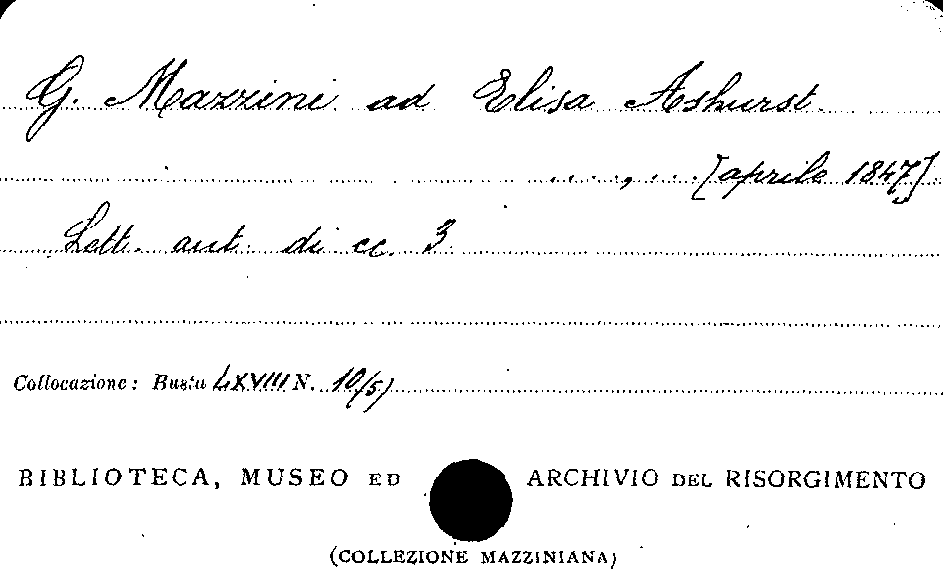 G. Mazzini ad Elisa Ashurst.
..., ... [aprile 1847].
Lett. aut. di cc. 3
Collocazione: Busta LXVIII N. 10/5)
BIBLIOTECA, MUSEO ED ARCHIVIO DEL RISORGIMENTO
(COLLEZIONE MAZZINIANA)